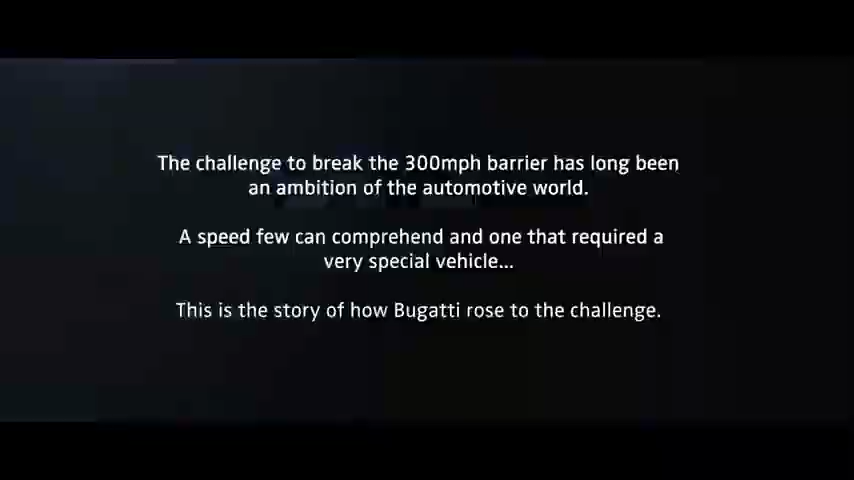 The challenge to break the 300mph barrier has long been
an ambition of the automotive world.
A speed few can comprehend and one that required a
very special vehicle...
This is the story of how Bugatti rose to the challenge.